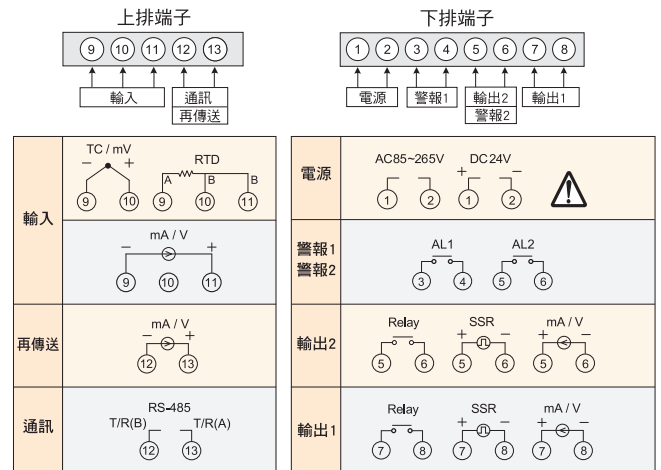 上排端子
9 10 11 12 13
輸入 通訊
再傳送
下排端子
1 2 3 4 5 6 7 8
電源 警報1 輸出2 輸出1
警報2
輸入
TC / mV
− +
9 10
RTD
A B B
9 10 11
mA / V
− +
9 10 11
再傳送
mA / V
− +
12 13
通訊
RS-485
T/R(B) T/R(A)
12 13
電源
AC85~265V
1 2
DC24V
+ −
1 2
警報1
警報2
AL1
3 4
AL2
5 6
輸出2
Relay
5 6
SSR
+ −
5 6
mA / V
+ −
5 6
輸出1
Relay
7 8
SSR
+ −
7 8
mA / V
+ −
7 8